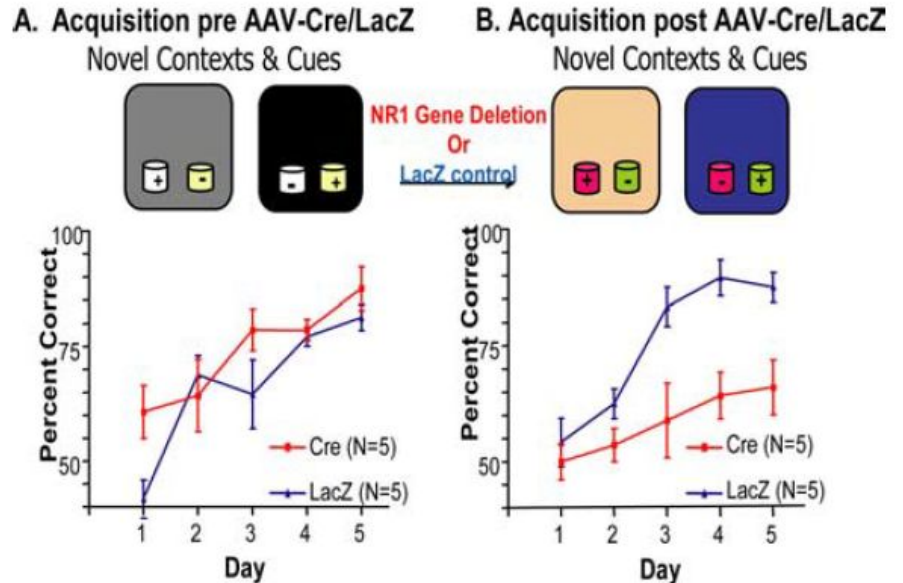 A. Acquisition pre AAV-Cre/LacZ
Novel Contexts & Cues
+ - - +
NR1 Gene Deletion
Or
LacZ control
B. Acquisition post AAV-Cre/LacZ
Novel Contexts & Cues
+ - - +
Percent Correct
100
75
50
Cre (N=5)
LacZ (N=5)
1 2 3 4 5
Day
Percent Correct
00
75
50
Cre (N=5)
LacZ (N=5)
1 2 3 4 5
Day